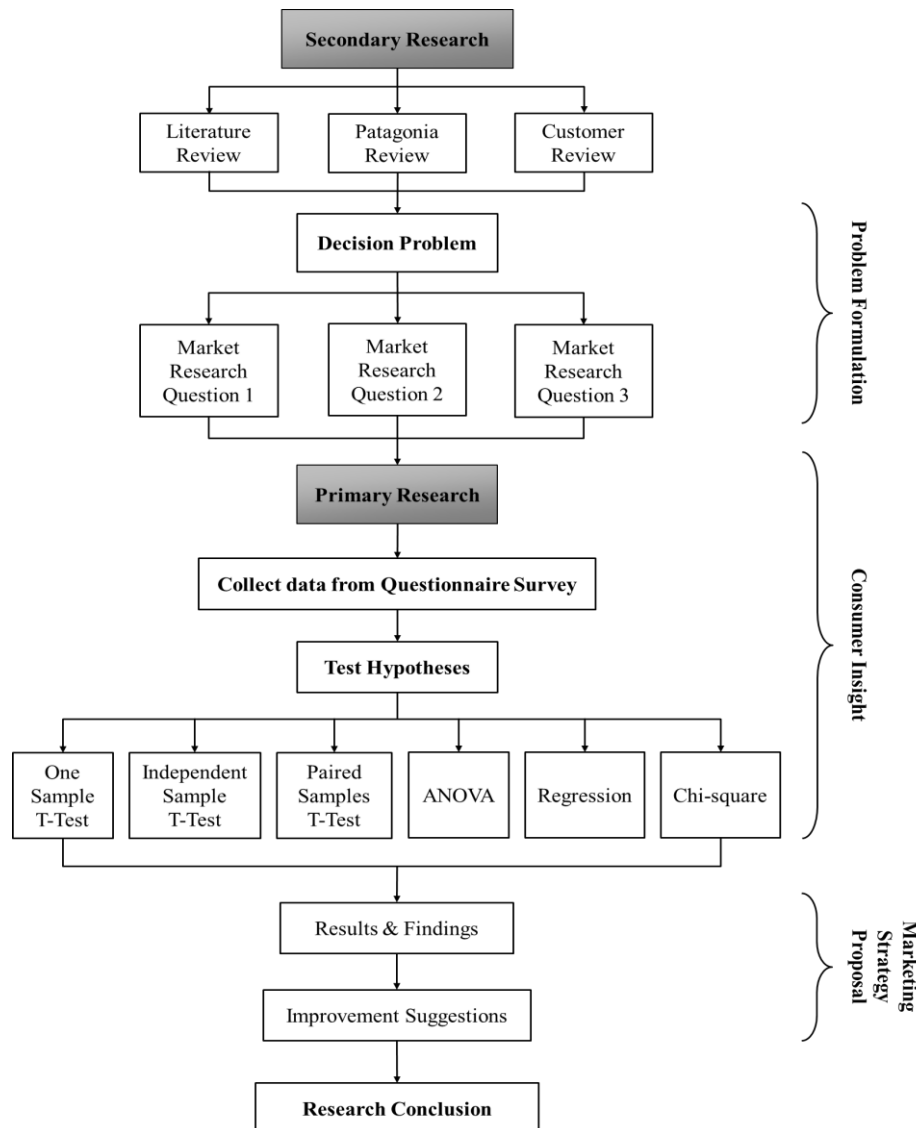 Secondary Research
Literature
Review
Patagonia
Review
Customer
Review
Decision Problem
Market
Research
Question 1
Market
Research
Question 2
Market
Research
Question 3
Problem Formulation
Primary Research
Collect data from Questionnaire Survey
Test Hypotheses
One
Sample
T-Test
Independent
Sample
T-Test
Paired
Samples
T-Test
ANOVA
Regression
Chi-square
Consumer Insight
Results & Findings
Improvement Suggestions
Marketing
Strategy
Proposal
Research Conclusion